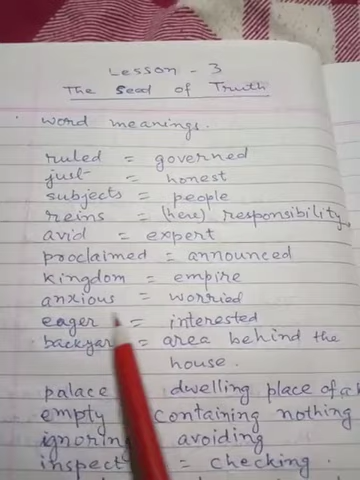 Lesson - 3
The Seed of Truth
word meanings.
ruled = governed
just = honest
subjects = people
reins = (here) responsibility,
avid = expert
proclaimed = announced
kingdom = empire
anxious = worried
eager = interested
backyar = area behind the
house.
palace dwelling place of a k
empty containing nothing
ignoring avoiding
inspect = checking.